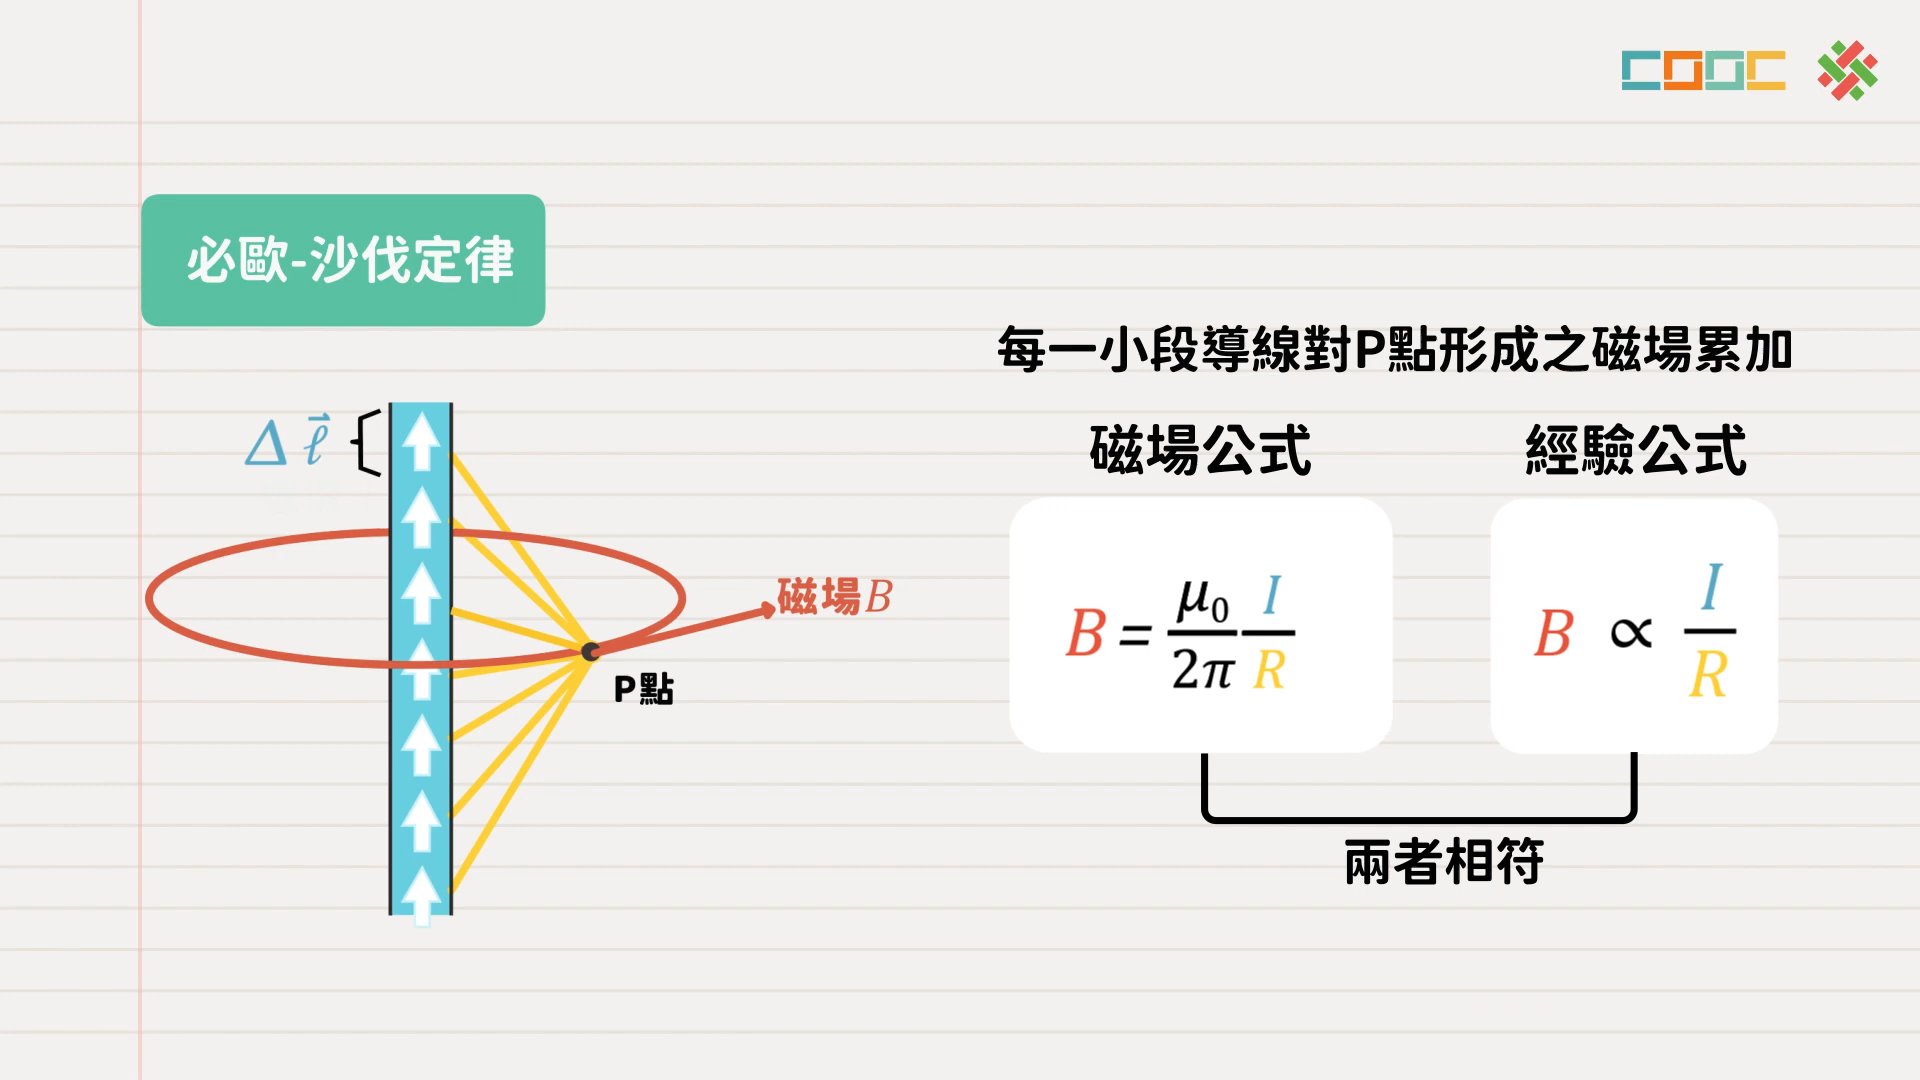 COOC
必歐-沙伐定律
每一小段導線對P點形成之磁場累加
磁場公式
經驗公式
Δ ℓ⃗
磁場B
P點
B = μ₀/2π I/R
B ∝ I/R
兩者相符